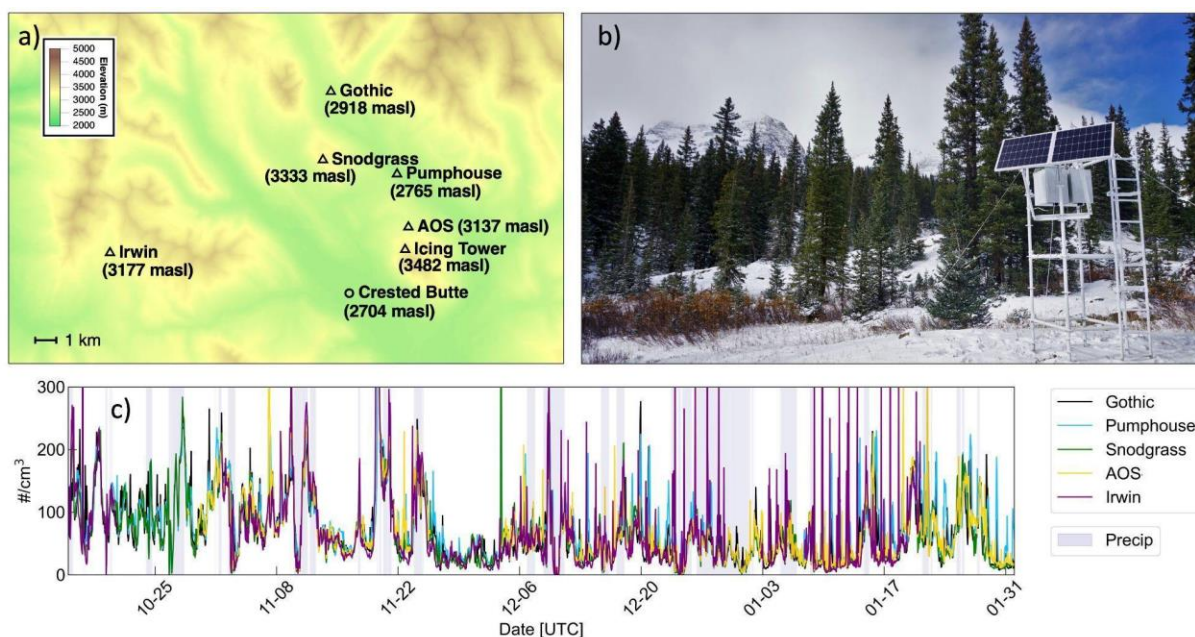 a)
5000
4500
4000
3500
3000
2500
2000
Elevation (m)
Gothic
(2918 masl)
Snodgrass
(3333 masl)
Pumphouse
(2765 masl)
AOS (3137 masl)
Icing Tower
(3482 masl)
Irwin
(3177 masl)
Crested Butte
(2704 masl)
1 km
b)
c)
300
200
100
0
#/cm³
10-25
11-08
11-22
12-06
12-20
01-03
01-17
01-31
Date [UTC]
Gothic
Pumphouse
Snodgrass
AOS
Irwin
Precip